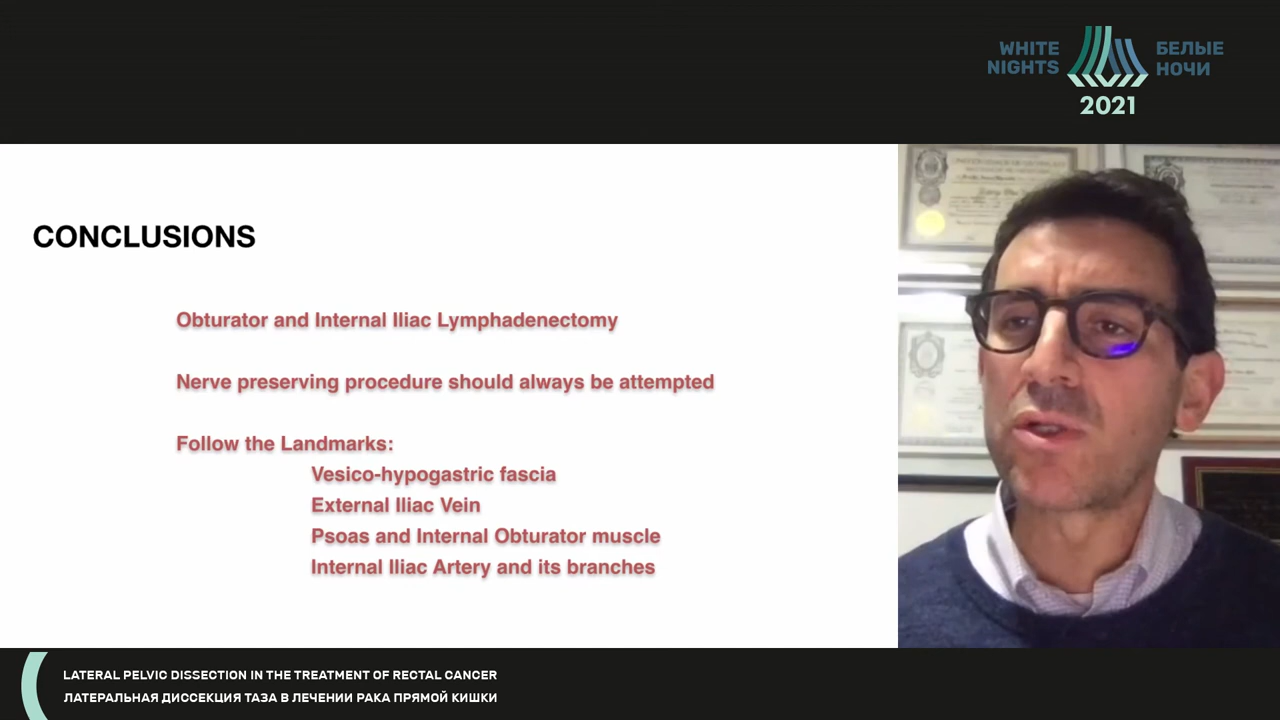 WHITE
NIGHTS
БЕЛЫЕ
НОЧИ
2021
CONCLUSIONS
Obturator and Internal Iliac Lymphadenectomy
Nerve preserving procedure should always be attempted
Follow the Landmarks:
Vesico-hypogastric fascia
External Iliac Vein
Psoas and Internal Obturator muscle
Internal Iliac Artery and its branches
LATERAL PELVIC DISSECTION IN THE TREATMENT OF RECTAL CANCER
ЛАТЕРАЛЬНАЯ ДИССЕКЦИЯ ТАЗА В ЛЕЧЕНИИ РАКА ПРЯМОЙ КИШКИ